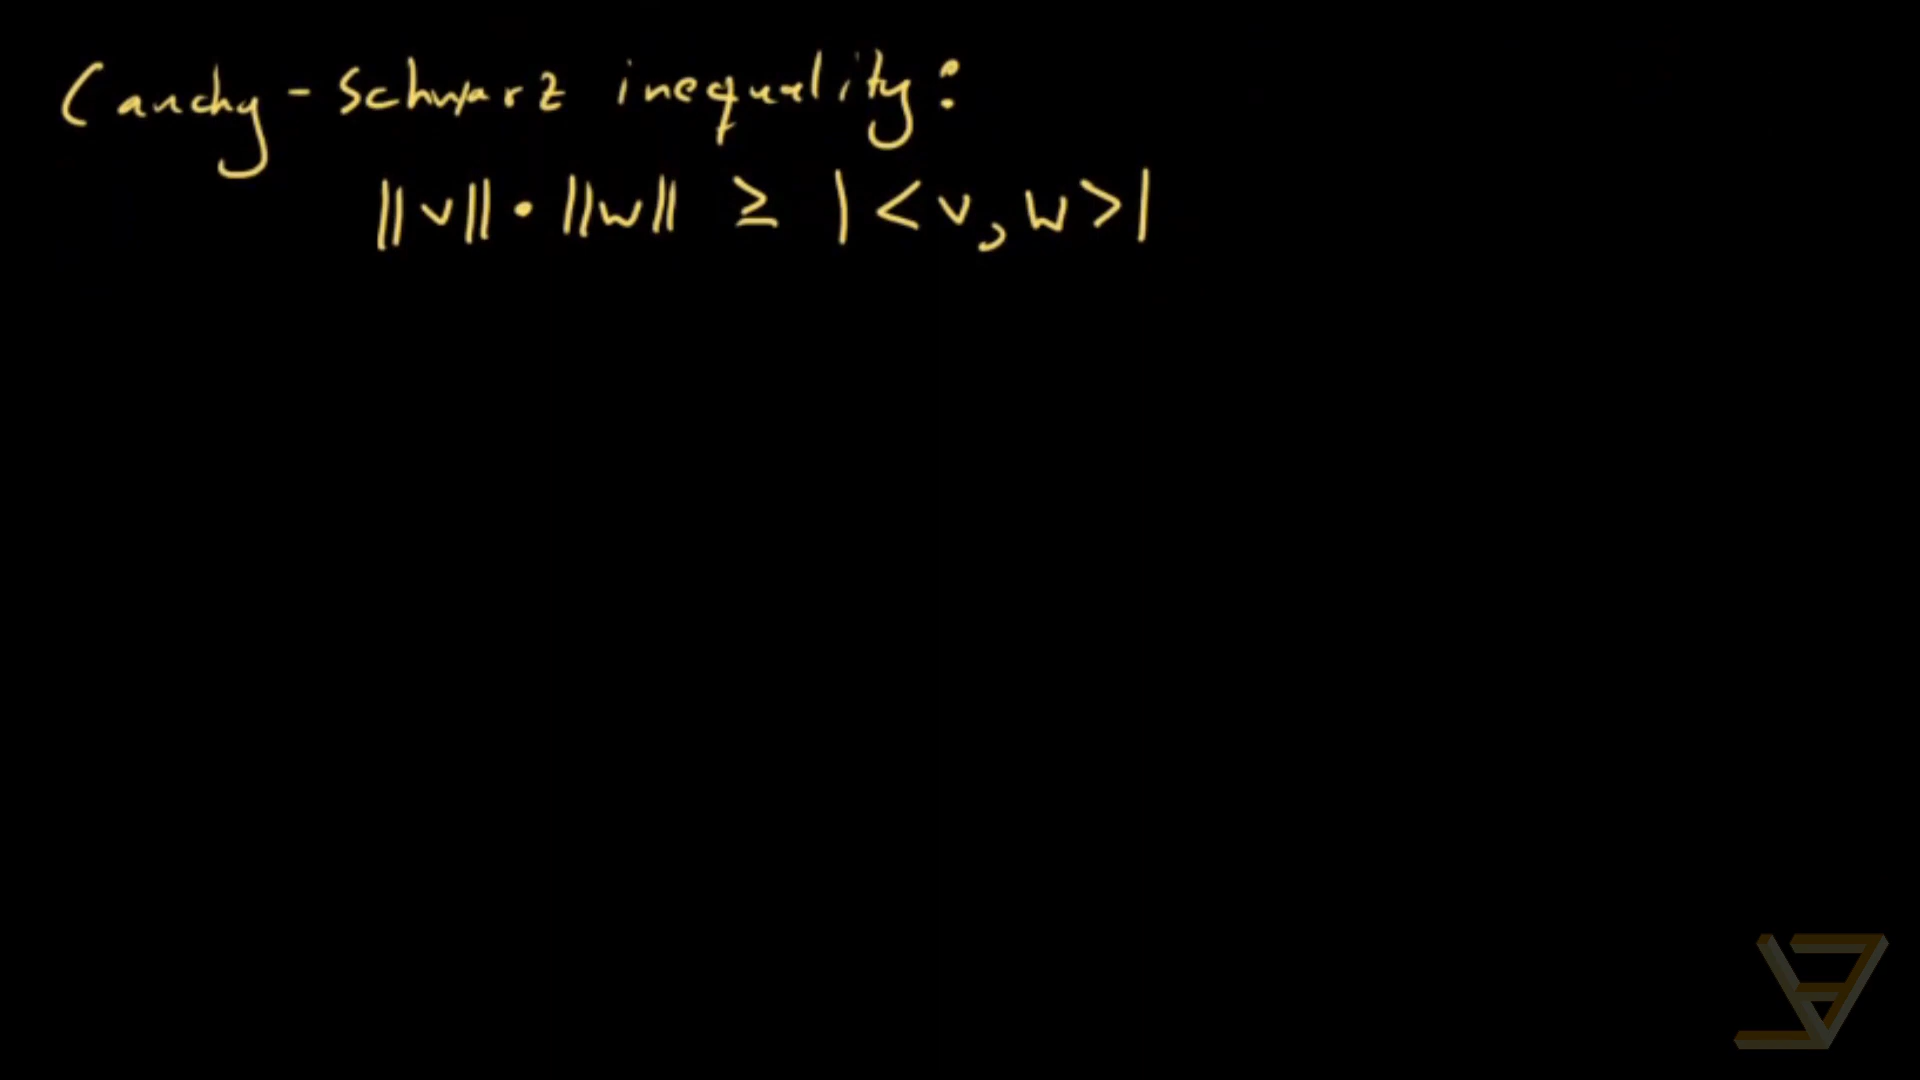 Cauchy-Schwarz inequality:
||v|| • ||w|| ≥ |<v, w>|